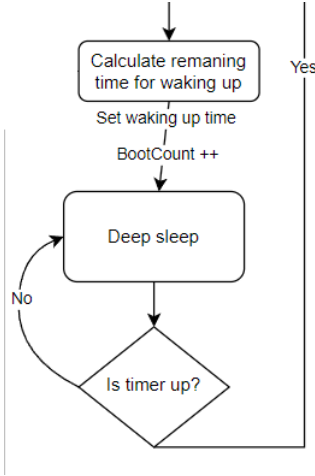 Calculate remaning
time for waking up
Yes
Set waking up time
BootCount ++
Deep sleep
No
Is timer up?